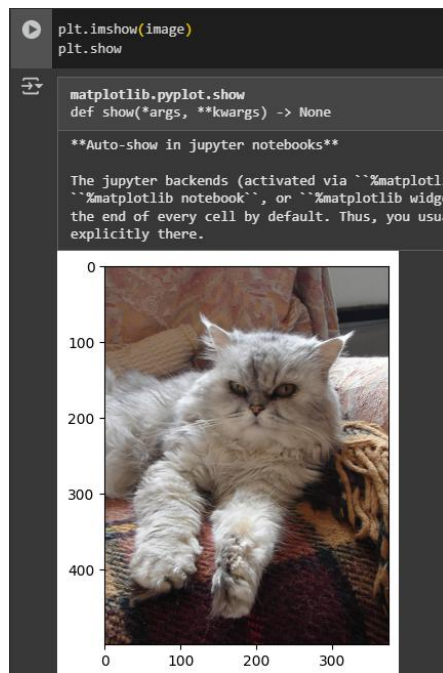 plt.imshow(image)
plt.show
matplotlib.pyplot.show
def show(*args, **kwargs) -> None
**Auto-show in jupyter notebooks**
The jupyter backends (activated via ``%matplotli
``%matplotlib notebook``, or ``%matplotlib widge
the end of every cell by default. Thus, you usua
explicitly there.
0
100
200
300
400
0
100
200
300